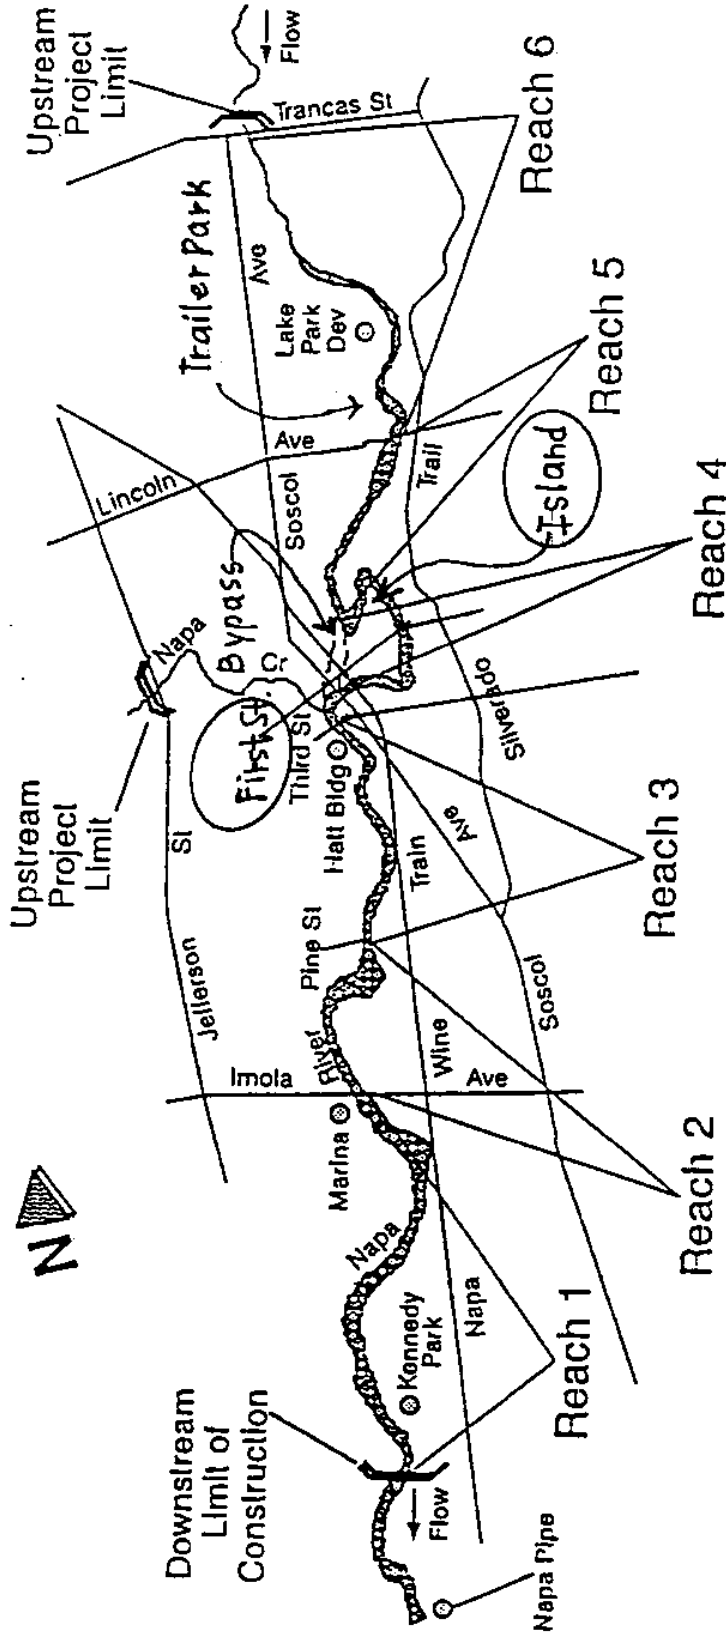 Upstream
Project
Limit
Flow
Trancas St
Reach 6
Trailer Park
Ave
Lake
Park
Dev
Reach 5
Lincoln
Ave
Soscol
Trail
Island
Reach 4
Bypass
Napa
Cr
First St.
Third St
Hatt Bldg
Silverado
Upstream
Project
Limit
St
Jefferson
Train
Ave
Reach 3
Pine St
River
Wine
Soscol
Imola
Ave
Marina
Reach 2
N
Napa
Kennedy
Park
Napa
Reach 1
Downstream
Limit of
Construction
Flow
Napa Pipe